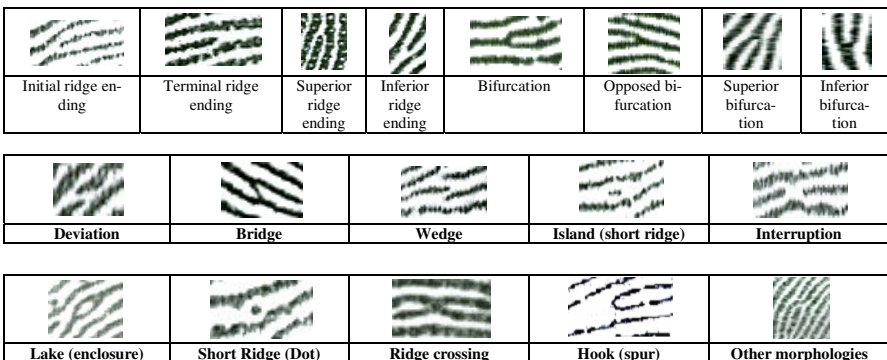 Initial ridge en-
ding
Terminal ridge
ending
Superior
ridge
ending
Inferior
ridge
ending
Bifurcation
Opposed bi-
furcation
Superior
bifurca-
tion
Inferior
bifurca-
tion
Deviation
Bridge
Wedge
Island (short ridge)
Interruption
Lake (enclosure)
Short Ridge (Dot)
Ridge crossing
Hook (spur)
Other morphologies